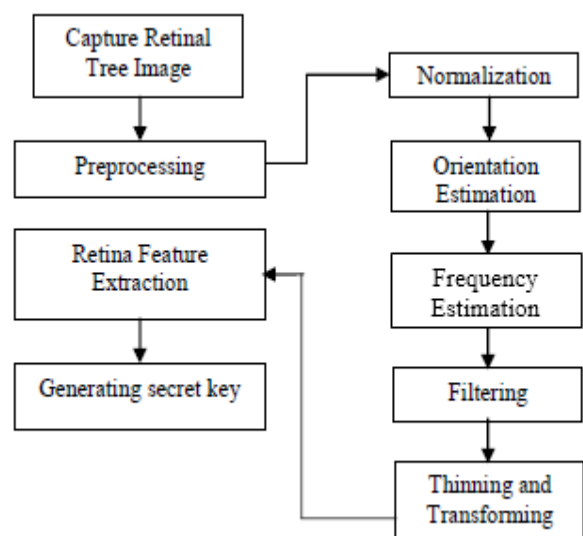 Capture Retinal
Tree Image
Preprocessing
Normalization
Orientation
Estimation
Frequency
Estimation
Filtering
Thinning and
Transforming
Retina Feature
Extraction
Generating secret key